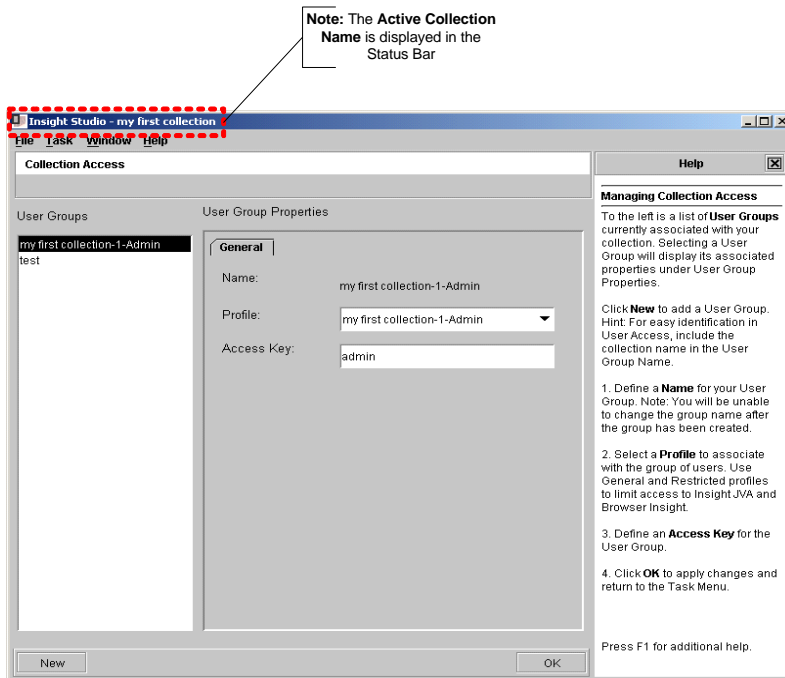 Note: The Active Collection
Name is displayed in the
Status Bar
Insight Studio - my first collection
File Task Window Help
Collection Access
User Groups
my first collection-1-Admin
test
User Group Properties
General
Name:
my first collection-1-Admin
Profile:
my first collection-1-Admin
Access Key:
admin
New
OK
Help
Managing Collection Access
To the left is a list of User Groups
currently associated with your
collection. Selecting a User
Group will display its associated
properties under User Group
Properties.
Click New to add a User Group.
Hint: For easy identification in
User Access, include the
collection name in the User
Group Name.
1. Define a Name for your User
Group. Note: You will be unable
to change the group name after
the group has been created.
2. Select a Profile to associate
with the group of users. Use
General and Restricted profiles
to limit access to Insight JVA and
Browser Insight.
3. Define an Access Key for the
User Group.
4. Click OK to apply changes and
return to the Task Menu.
Press F1 for additional help.